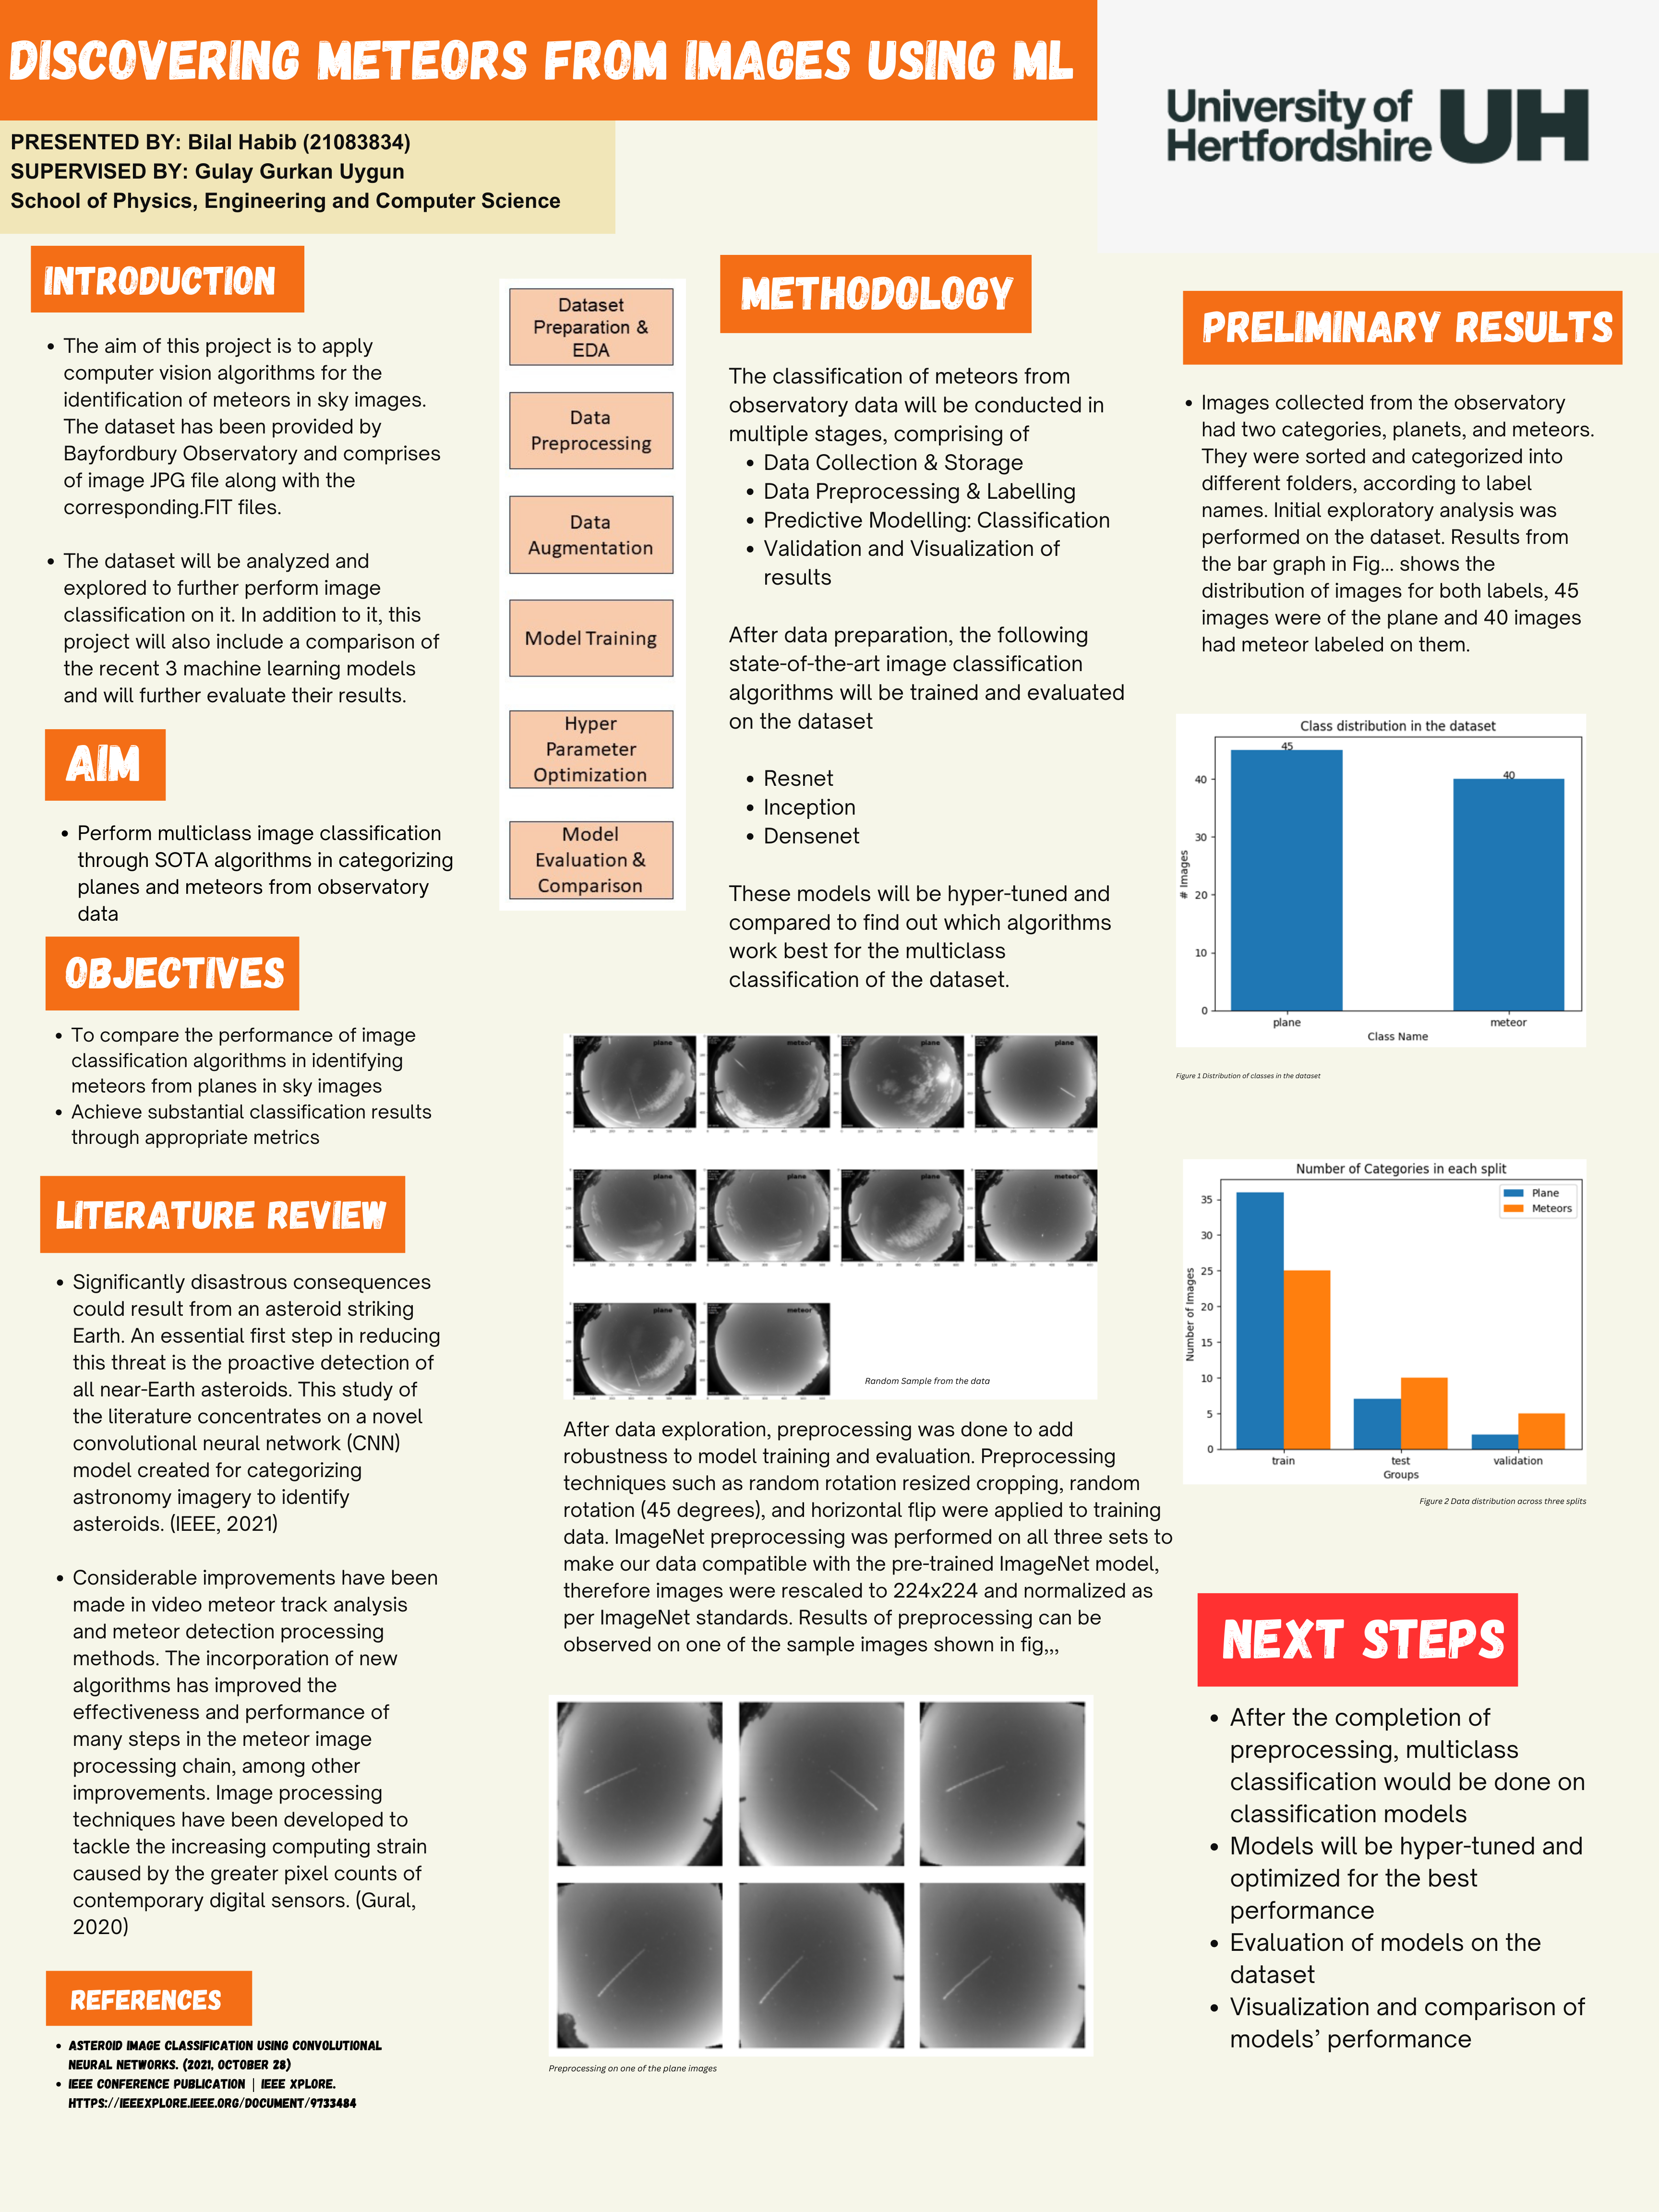 DISCOVERING METEORS FROM IMAGES USING ML
University of
Hertfordshire
UH
PRESENTED BY: Bilal Habib (21083834)
SUPERVISED BY: Gulay Gurkan Uygun
School of Physics, Engineering and Computer Science
INTRODUCTION
The aim of this project is to apply
computer vision algorithms for the
identification of meteors in sky images.
The dataset has been provided by
Bayfordbury Observatory and comprises
of image JPG file along with the
corresponding.FIT files.
The dataset will be analyzed and
explored to further perform image
classification on it. In addition to it, this
project will also include a comparison of
the recent 3 machine learning models
and will further evaluate their results.
AIM
Perform multiclass image classification
through SOTA algorithms in categorizing
planes and meteors from observatory
data
OBJECTIVES
To compare the performance of image
classification algorithms in identifying
meteors from planes in sky images
Achieve substantial classification results
through appropriate metrics
LITERATURE REVIEW
Significantly disastrous consequences
could result from an asteroid striking
Earth. An essential first step in reducing
this threat is the proactive detection of
all near-Earth asteroids. This study of
the literature concentrates on a novel
convolutional neural network (CNN)
model created for categorizing
astronomy imagery to identify
asteroids. (IEEE, 2021)
Considerable improvements have been
made in video meteor track analysis
and meteor detection processing
methods. The incorporation of new
algorithms has improved the
effectiveness and performance of
many steps in the meteor image
processing chain, among other
improvements. Image processing
techniques have been developed to
tackle the increasing computing strain
caused by the greater pixel counts of
contemporary digital sensors. (Gural,
2020)
REFERENCES
ASTEROID IMAGE CLASSIFICATION USING CONVOLUTIONAL
NEURAL NETWORKS. (2021, OCTOBER 28)
IEEE CONFERENCE PUBLICATION | IEEE XPLORE.
HTTPS://IEEEXPLORE.IEEE.ORG/DOCUMENT/9733484
Dataset
Preparation &
EDA
Data
Preprocessing
Data
Augmentation
Model Training
Hyper
Parameter
Optimization
Model
Evaluation &
Comparison
METHODOLOGY
The classification of meteors from
observatory data will be conducted in
multiple stages, comprising of
Data Collection & Storage
Data Preprocessing & Labelling
Predictive Modelling: Classification
Validation and Visualization of
results
After data preparation, the following
state-of-the-art image classification
algorithms will be trained and evaluated
on the dataset
Resnet
Inception
Densenet
These models will be hyper-tuned and
compared to find out which algorithms
work best for the multiclass
classification of the dataset.
plane meteor plane plane
plane plane plane meteor
plane meteor
Random Sample from the data
After data exploration, preprocessing was done to add
robustness to model training and evaluation. Preprocessing
techniques such as random rotation resized cropping, random
rotation (45 degrees), and horizontal flip were applied to training
data. ImageNet preprocessing was performed on all three sets to
make our data compatible with the pre-trained ImageNet model,
therefore images were rescaled to 224x224 and normalized as
per ImageNet standards. Results of preprocessing can be
observed on one of the sample images shown in fig,,,
Preprocessing on one of the plane images
PRELIMINARY RESULTS
Images collected from the observatory
had two categories, planets, and meteors.
They were sorted and categorized into
different folders, according to label
names. Initial exploratory analysis was
performed on the dataset. Results from
the bar graph in Fig... shows the
distribution of images for both labels, 45
images were of the plane and 40 images
had meteor labeled on them.
Class distribution in the dataset
45
40
40
30
20
10
0
# Images
plane meteor
Class Name
Figure 1 Distribution of classes in the dataset
Number of Categories in each split
Plane
Meteors
35
30
25
20
15
10
5
0
Number of Images
train test validation
Groups
Figure 2 Data distribution across three splits
NEXT STEPS
After the completion of
preprocessing, multiclass
classification would be done on
classification models
Models will be hyper-tuned and
optimized for the best
performance
Evaluation of models on the
dataset
Visualization and comparison of
models' performance